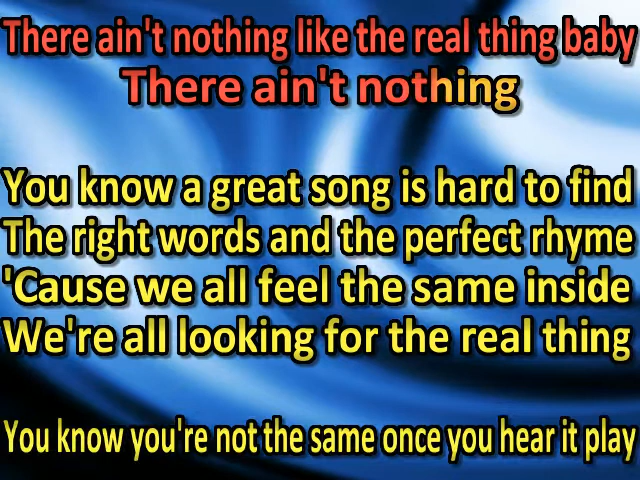 There ain't nothing like the real thing baby
There ain't nothing
You know a great song is hard to find
The right words and the perfect rhyme
'Cause we all feel the same inside
We're all looking for the real thing
You know you're not the same once you hear it play